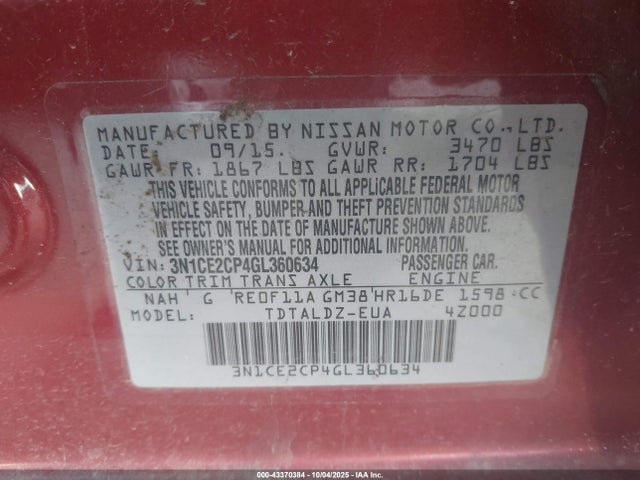 MANUFACTURED BY NISSAN MOTOR CO., LTD.
DATE: 09/15. GVWR: 3470 LBS
GAWR FR: 1867 LBS GAWR RR: 1704 LBS
THIS VEHICLE CONFORMS TO ALL APPLICABLE FEDERAL MOTOR
VEHICLE SAFETY, BUMPER AND THEFT PREVENTION STANDARDS
IN EFFECT ON THE DATE OF MANUFACTURE SHOWN ABOVE.
SEE OWNER'S MANUAL FOR ADDITIONAL INFORMATION.
VIN: 3N1CE2CP4GL360634 PASSENGER CAR.
COLOR TRIM TRANS AXLE ENGINE
NAH G RE0F11A GM38 HR16DE 1598 CC
MODEL: TDTALDZ-EUA 4Z000
3N1CE2CP4GL360634
000-43370384 | 10/04/2025 | IAA